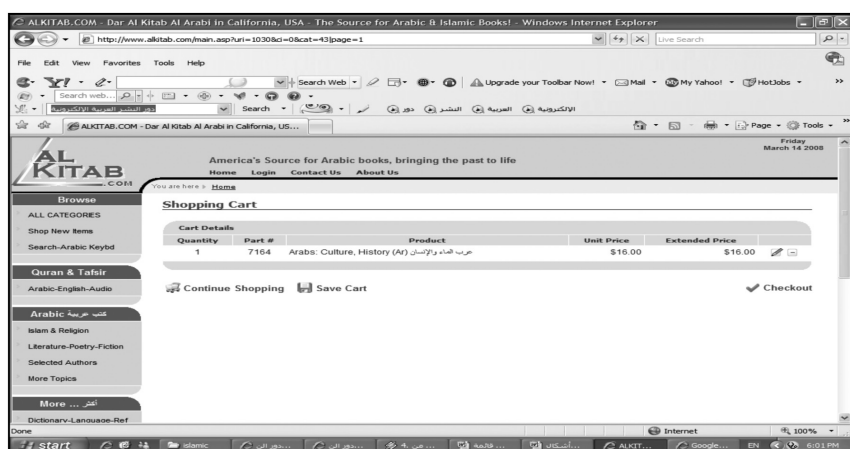 ALKITAB.COM - Dar Al Kitab Al Arabi in California, USA - The Source for Arabic & Islamic Books! - Windows Internet Explorer
http://www.alkitab.com/main.asp?uri=1030&ci=0&cat=43|page=1
Live Search
File Edit View Favorites Tools Help
Search Web
Upgrade your Toolbar Now!
Mail
My Yahoo!
HotJobs
Search web...
دور النشر العربية الالكترونية
Search
دور
النشر
العربية
الالكترونية
ALKITAB.COM - Dar Al Kitab Al Arabi in California, US...
Page
Tools
AL
KITAB
.COM
America's Source for Arabic books, bringing the past to life
Friday
March 14 2008
Home Login Contact Us About Us
You are here > Home
Browse
ALL CATEGORIES
Shop New Items
Search-Arabic Keybd
Quran & Tafsir
Arabic-English-Audio
Arabic كتب عربية
Islam & Religion
Literature-Poetry-Fiction
Selected Authors
More Topics
More ... أكثر
Dictionary-Language-Ref
Shopping Cart
Cart Details
Quantity Part # Product Unit Price Extended Price
1 7164 Arabs: Culture, History (Ar) عرب الماء والإنسان $16.00 $16.00
Continue Shopping Save Cart Checkout
Done
Internet
100%
start
islamic
ALKIT...
Google...
EN
6:01 PM